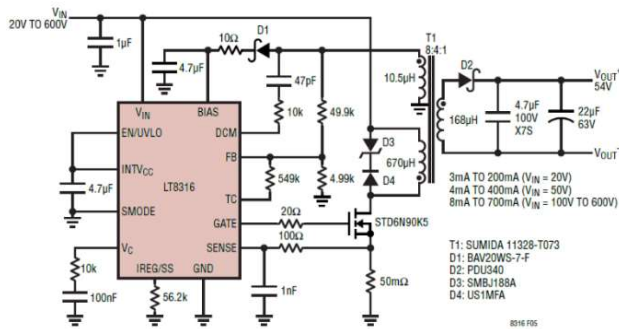 VIN
20V TO 600V
1µF
4.7µF
10Ω
D1
47pF
10k
49.9k
10.5µH
T1
8:4:1
D2
168µH
4.7µF
100V
X7S
22µF
63V
VOUT+
54V
VOUT–
VIN
BIAS
EN/UVLO
DCM
INTVCC
FB
LT8316
TC
SMODE
GATE
VC
SENSE
IREG/SS
GND
4.7µF
549k
4.99k
D3
670µH
D4
20Ω
100Ω
STD6N90K5
10k
100nF
56.2k
1nF
50mΩ
3mA TO 200mA (VIN = 20V)
4mA TO 400mA (VIN = 50V)
8mA TO 700mA (VIN = 100V TO 600V)
T1: SUMIDA 11328-T073
D1: BAV20WS-7-F
D2: PDU340
D3: SMBJ188A
D4: US1MFA
8316 F05